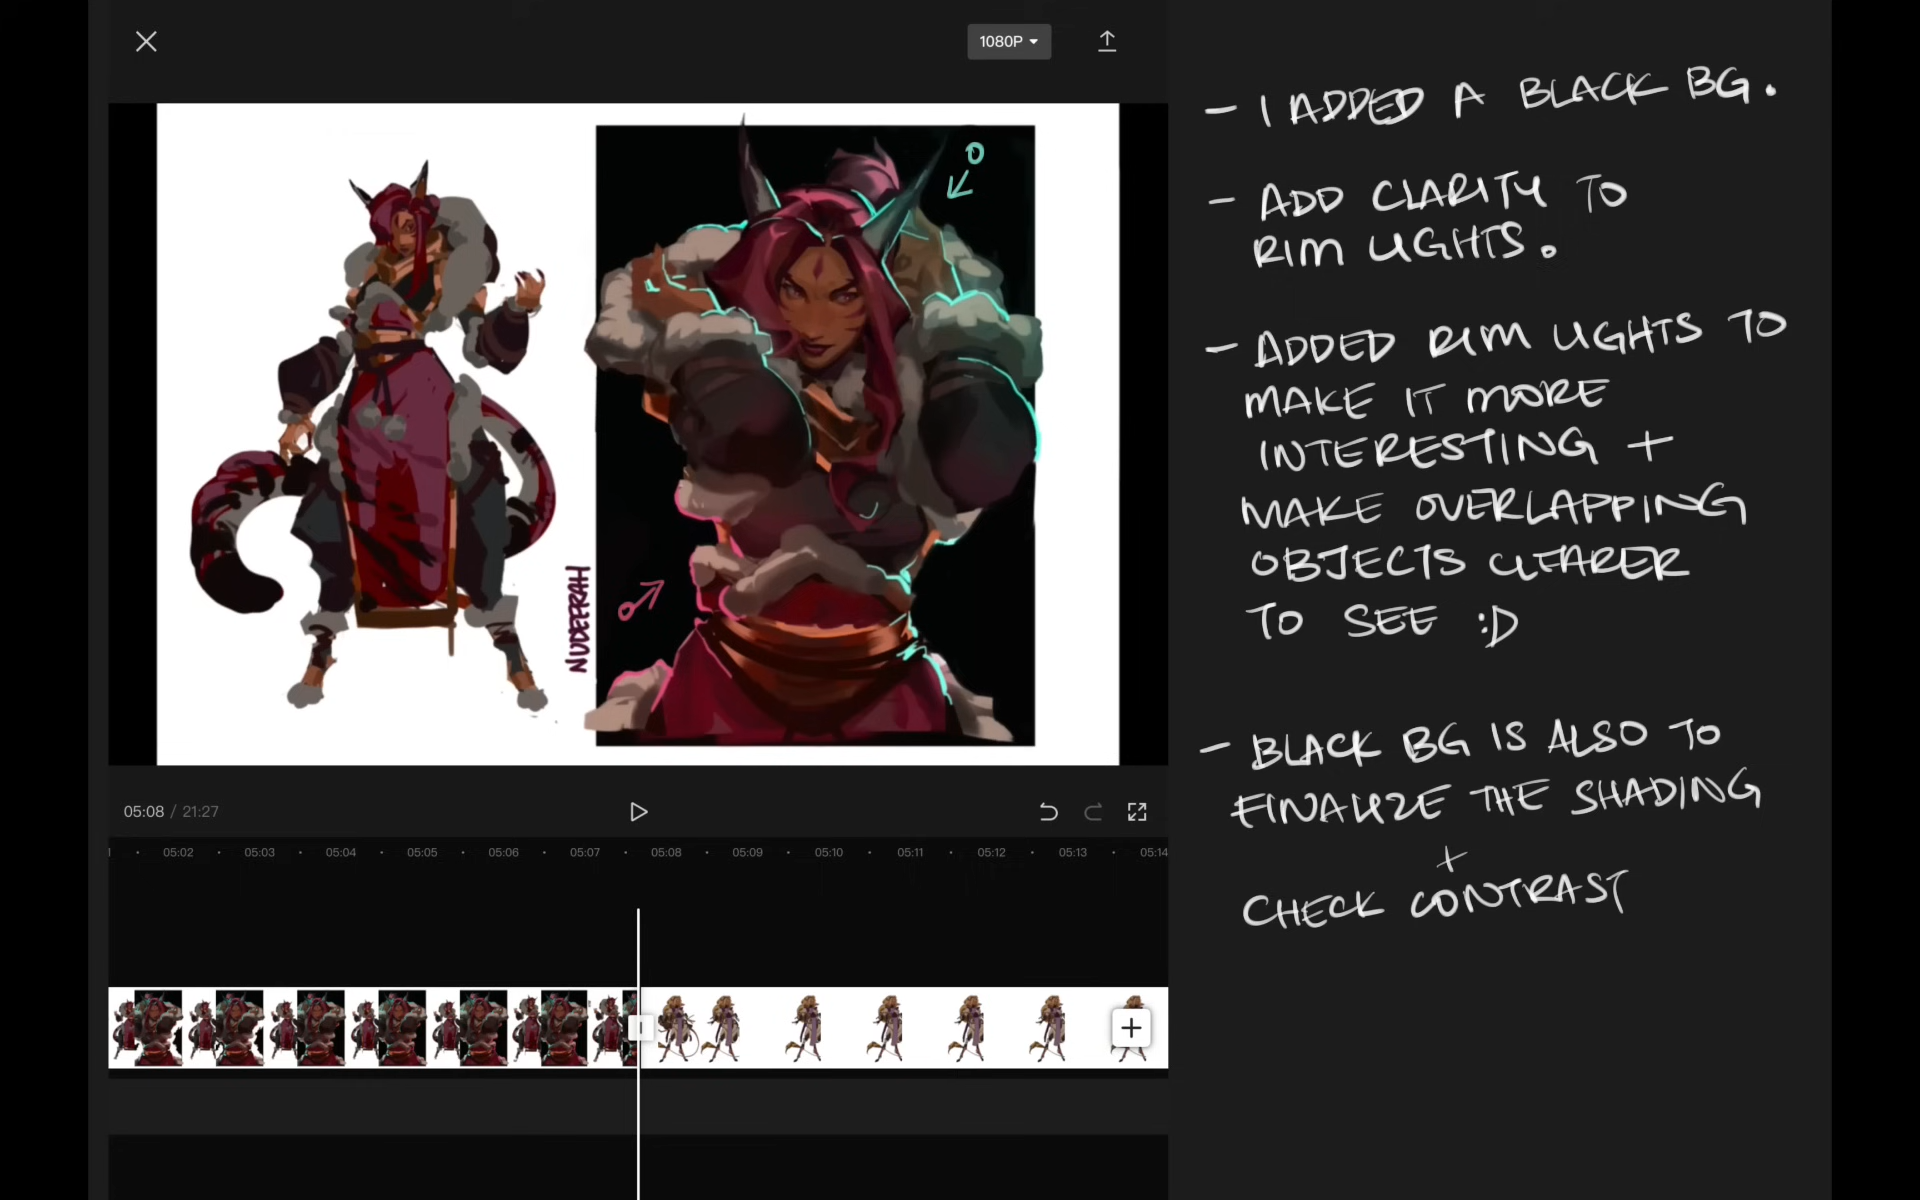 1080P
- I ADDED A BLACK BG.
- ADD CLARITY TO
RIM LIGHTS.
- ADDED RIM LIGHTS TO
MAKE IT MORE
INTERESTING +
MAKE OVERLAPPING
OBJECTS CLEARER
TO SEE :D
- BLACK BG IS ALSO TO
FINALIZE THE SHADING
+
CHECK CONTRAST
NUDEERAH
05:08 / 21:27
05:02 05:03 05:04 05:05 05:06 05:07 05:08 05:09 05:10 05:11 05:12 05:13 05:14